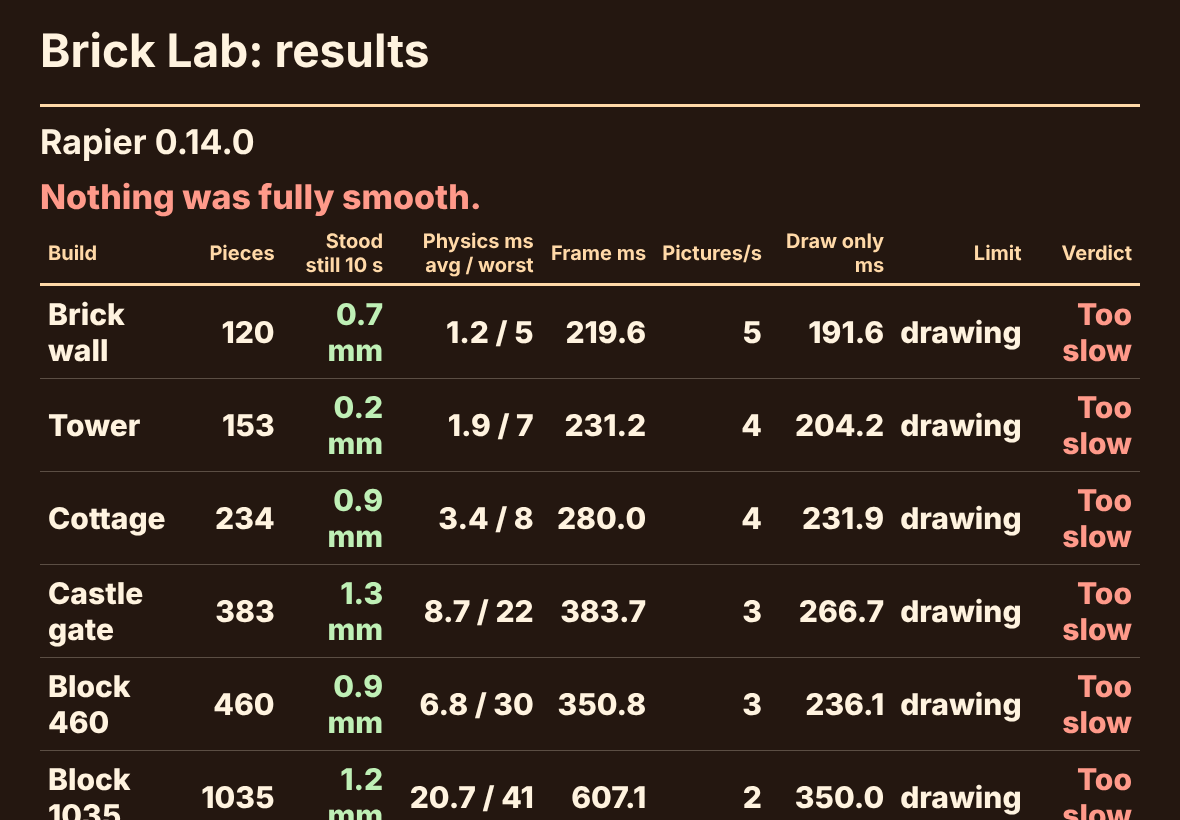 Brick Lab: results
Rapier 0.14.0
Nothing was fully smooth.
Build Pieces Stood still 10 s Physics ms avg / worst Frame ms Pictures/s Draw only ms Limit Verdict
Brick wall 120 0.7 mm 1.2 / 5 219.6 5 191.6 drawing Too slow
Tower 153 0.2 mm 1.9 / 7 231.2 4 204.2 drawing Too slow
Cottage 234 0.9 mm 3.4 / 8 280.0 4 231.9 drawing Too slow
Castle gate 383 1.3 mm 8.7 / 22 383.7 3 266.7 drawing Too slow
Block 460 460 0.9 mm 6.8 / 30 350.8 3 236.1 drawing Too slow
Block 1035 1035 1.2 mm 20.7 / 41 607.1 2 350.0 drawing Too slow